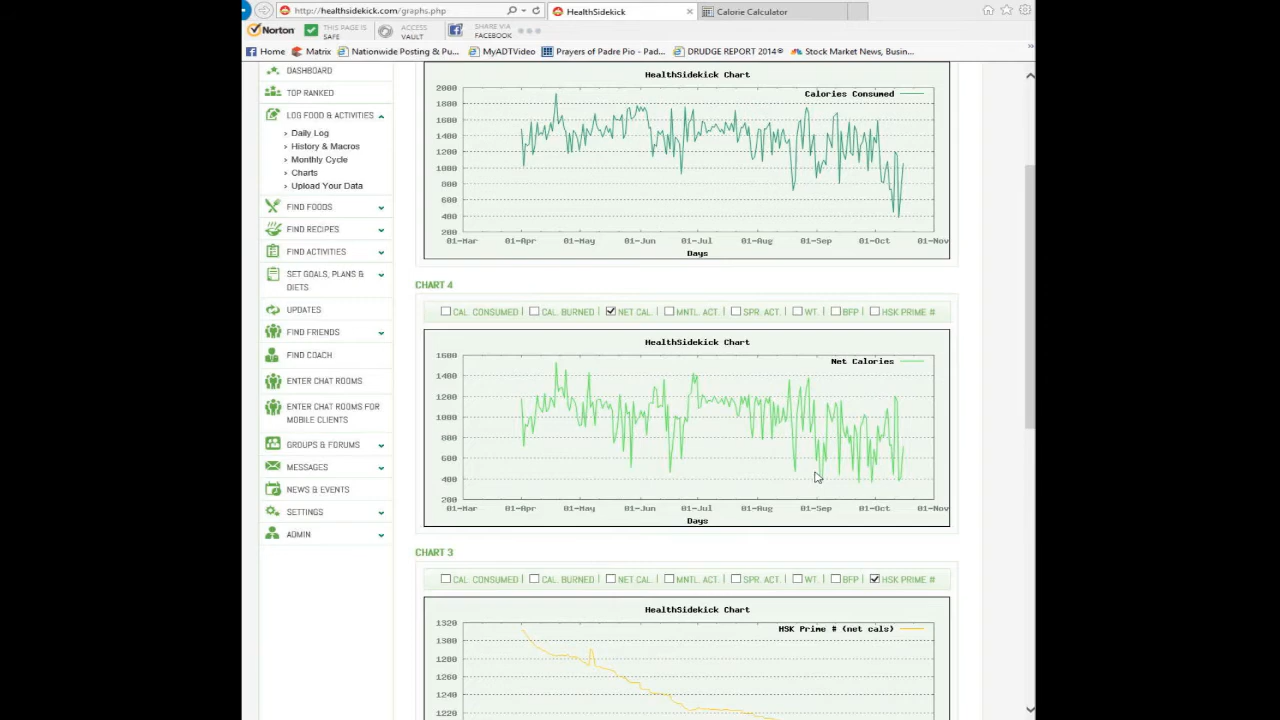 http://healthsidekick.com/graphs.php
HealthSidekick
Calorie Calculator
Norton
THIS PAGE IS SAFE
ACCESS VAULT
SHARE VIA FACEBOOK
Home
Matrix
Nationwide Posting & Pu...
MyADTVideo
Prayers of Padre Pio - Pad...
DRUDGE REPORT 2014®
Stock Market News, Busin...
DASHBOARD
TOP RANKED
LOG FOOD & ACTIVITIES
Daily Log
History & Macros
Monthly Cycle
Charts
Upload Your Data
FIND FOODS
FIND RECIPES
FIND ACTIVITIES
SET GOALS, PLANS &
DIETS
UPDATES
FIND FRIENDS
FIND COACH
ENTER CHAT ROOMS
ENTER CHAT ROOMS FOR
MOBILE CLIENTS
GROUPS & FORUMS
MESSAGES
NEWS & EVENTS
SETTINGS
ADMIN
HealthSidekick Chart
Calories Consumed
2000
1800
1600
1400
1200
1000
800
600
400
200
01-Mar 01-Apr 01-May 01-Jun 01-Jul 01-Aug 01-Sep 01-Oct 01-Nov
Days
CHART 4
CAL. CONSUMED | CAL. BURNED | NET CAL. | MNTL. ACT. | SPR. ACT. | WT. | BFP | HSK PRIME #
HealthSidekick Chart
Net Calories
1600
1400
1200
1000
800
600
400
200
01-Mar 01-Apr 01-May 01-Jun 01-Jul 01-Aug 01-Sep 01-Oct 01-Nov
Days
CHART 3
CAL. CONSUMED | CAL. BURNED | NET CAL. | MNTL. ACT. | SPR. ACT. | WT. | BFP | HSK PRIME #
HealthSidekick Chart
HSK Prime # (net cals)
1320
1300
1280
1260
1240
1220